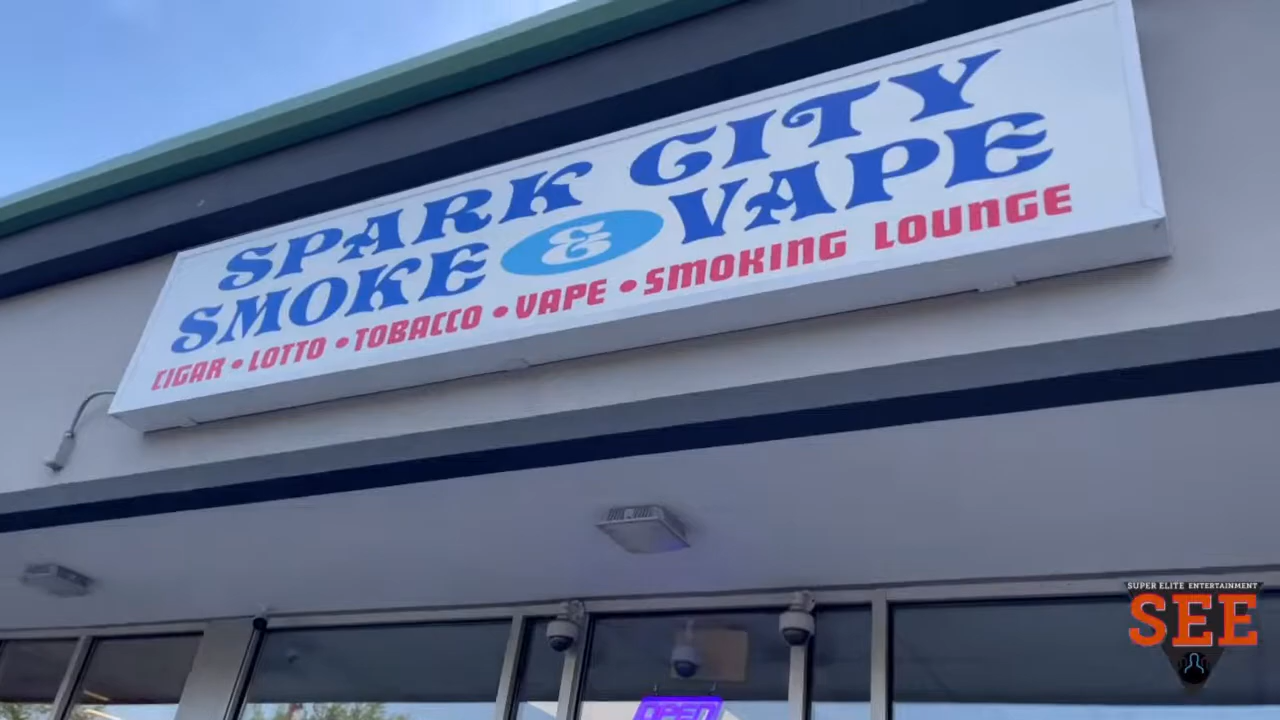 SPARK CITY
SMOKE & VAPE
CIGAR • LOTTO • TOBACCO • VAPE • SMOKING LOUNGE
OPEN
SUPER ELITE ENTERTAINMENT
SEE